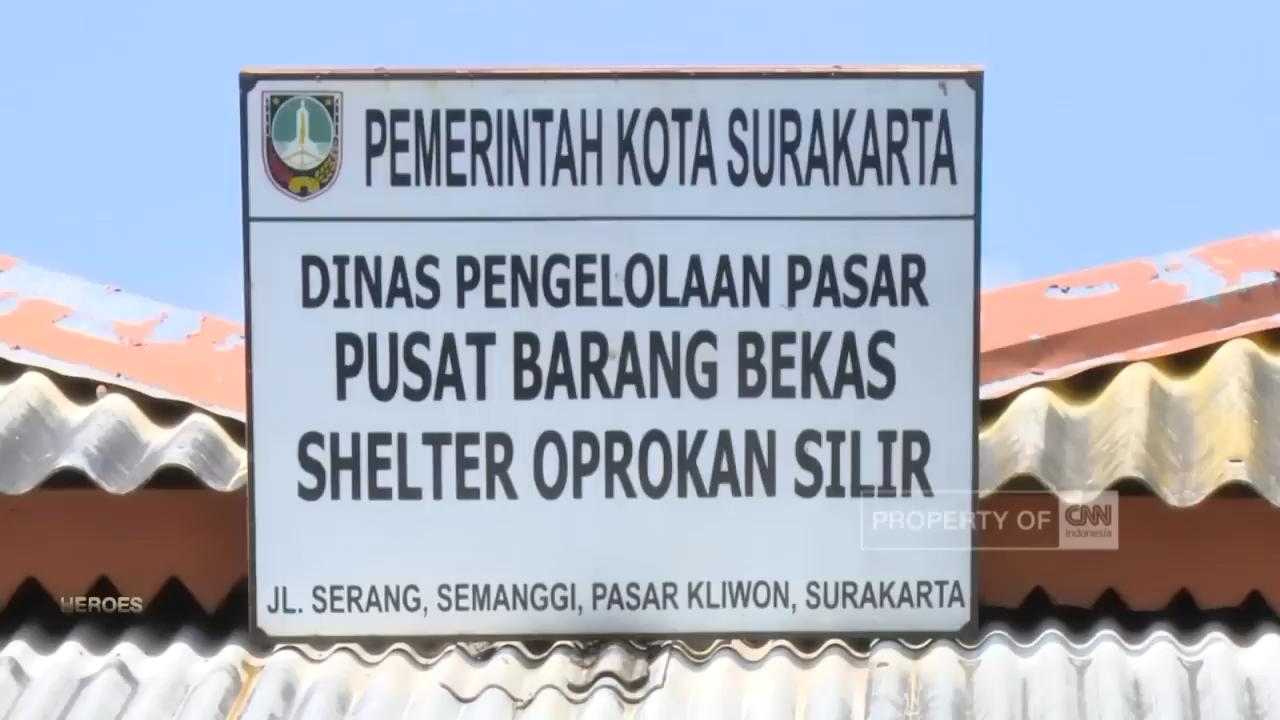 PEMERINTAH KOTA SURAKARTA
DINAS PENGELOLAAN PASAR
PUSAT BARANG BEKAS
SHELTER OPROKAN SILIR
PROPERTY OF CNN Indonesia
JL. SERANG, SEMANGGI, PASAR KLIWON, SURAKARTA
HEROES